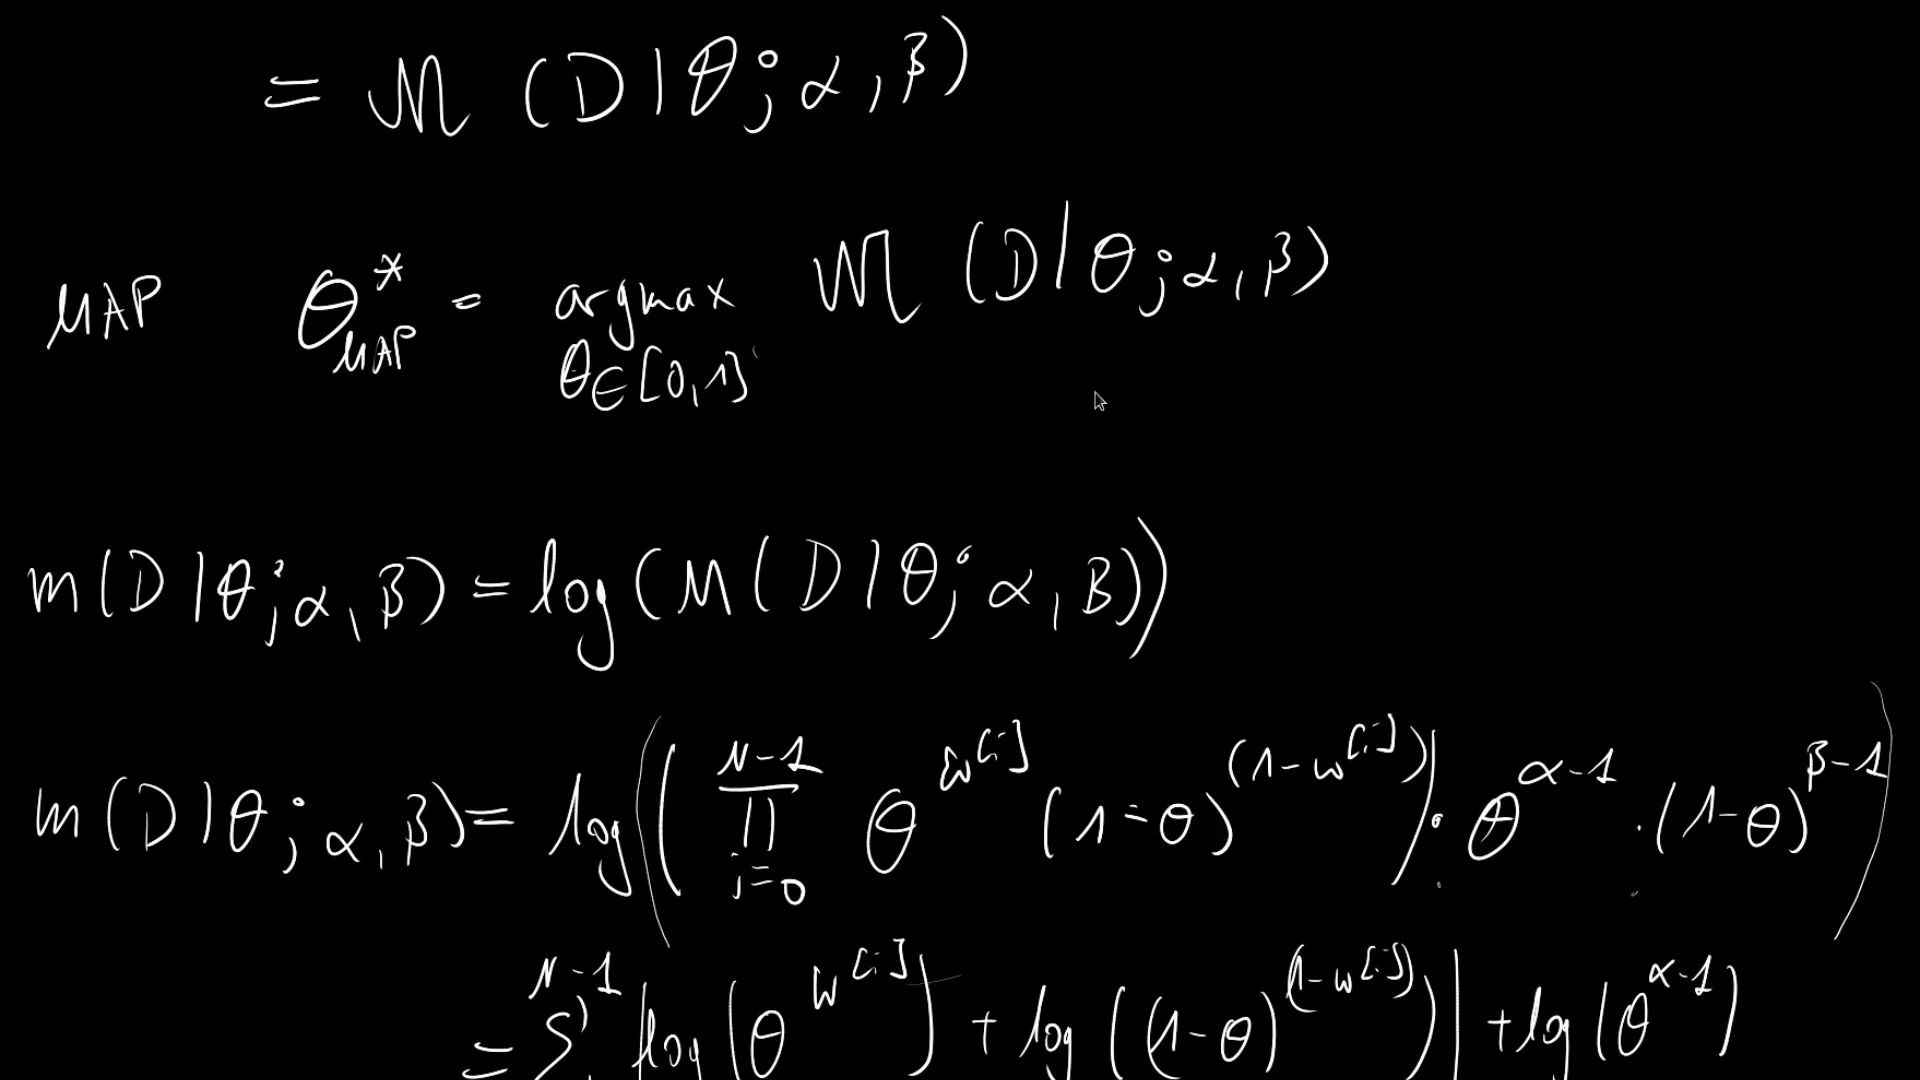 = M (D | θ; α, β)
MAP θ*_MAP = argmax_{θ∈[0,1]} M (D | θ; α, β)
m(D | θ; α, β) = log(M(D | θ; α, B))
m(D | θ; α, β) = log((∏_{i=0}^{N-1} θ^{w^{[i]}} (1-θ)^{(1-w^{[i]})}) · θ^{α-1} · (1-θ)^{β-1})
= Σ^{N-1} [log(θ^{w^{[i]}}) + log((1-θ)^{(1-w^{[i]})})] + log(θ^{α-1})